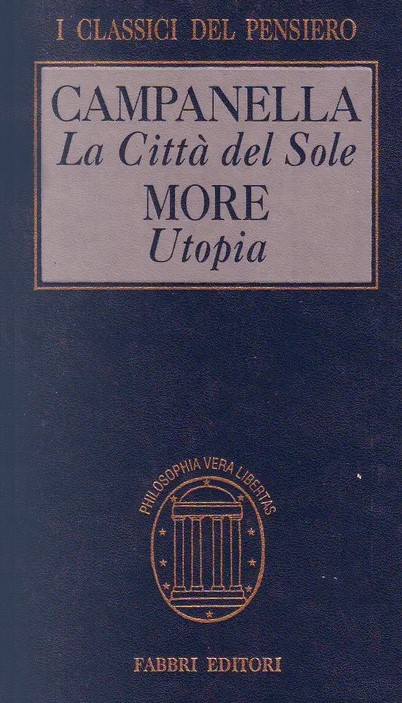 I CLASSICI DEL PENSIERO
CAMPANELLA
La Città del Sole
MORE
Utopia
PHILOSOPHIA VERA LIBERTAS
FABBRI EDITORI